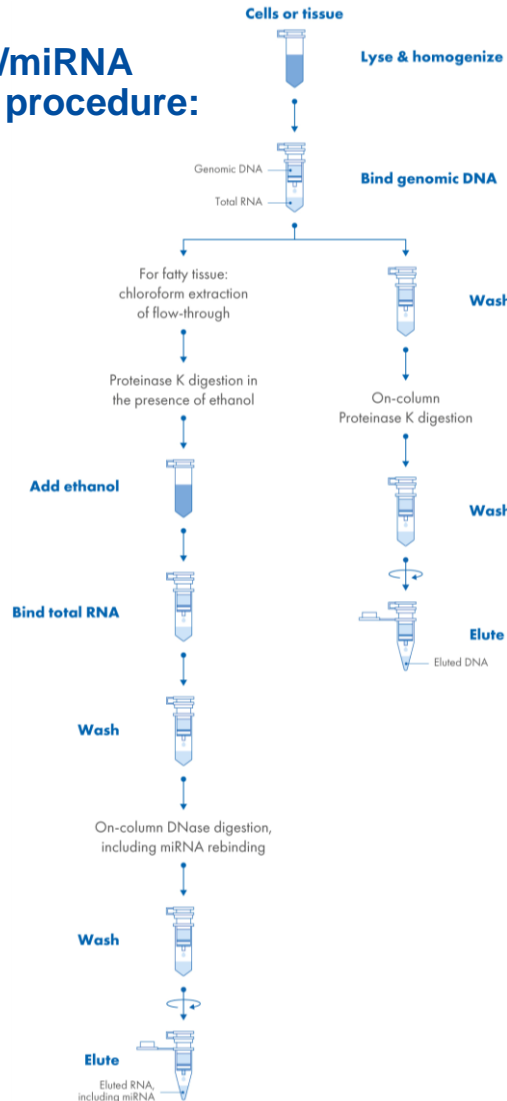 /miRNA
procedure:
Cells or tissue
Lyse & homogenize
Genomic DNA
Total RNA
Bind genomic DNA
For fatty tissue:
chloroform extraction
of flow-through
Proteinase K digestion in
the presence of ethanol
Add ethanol
Bind total RNA
Wash
On-column DNase digestion,
including miRNA rebinding
Wash
Elute
Eluted RNA,
including miRNA
Wash
On-column
Proteinase K digestion
Wash
Elute
Eluted DNA